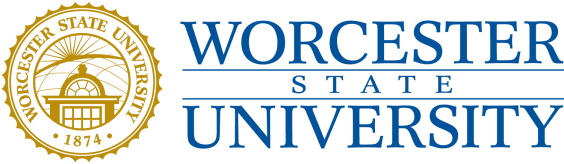 WORCESTER STATE UNIVERSITY
• 1874 •
WORCESTER
STATE
UNIVERSITY